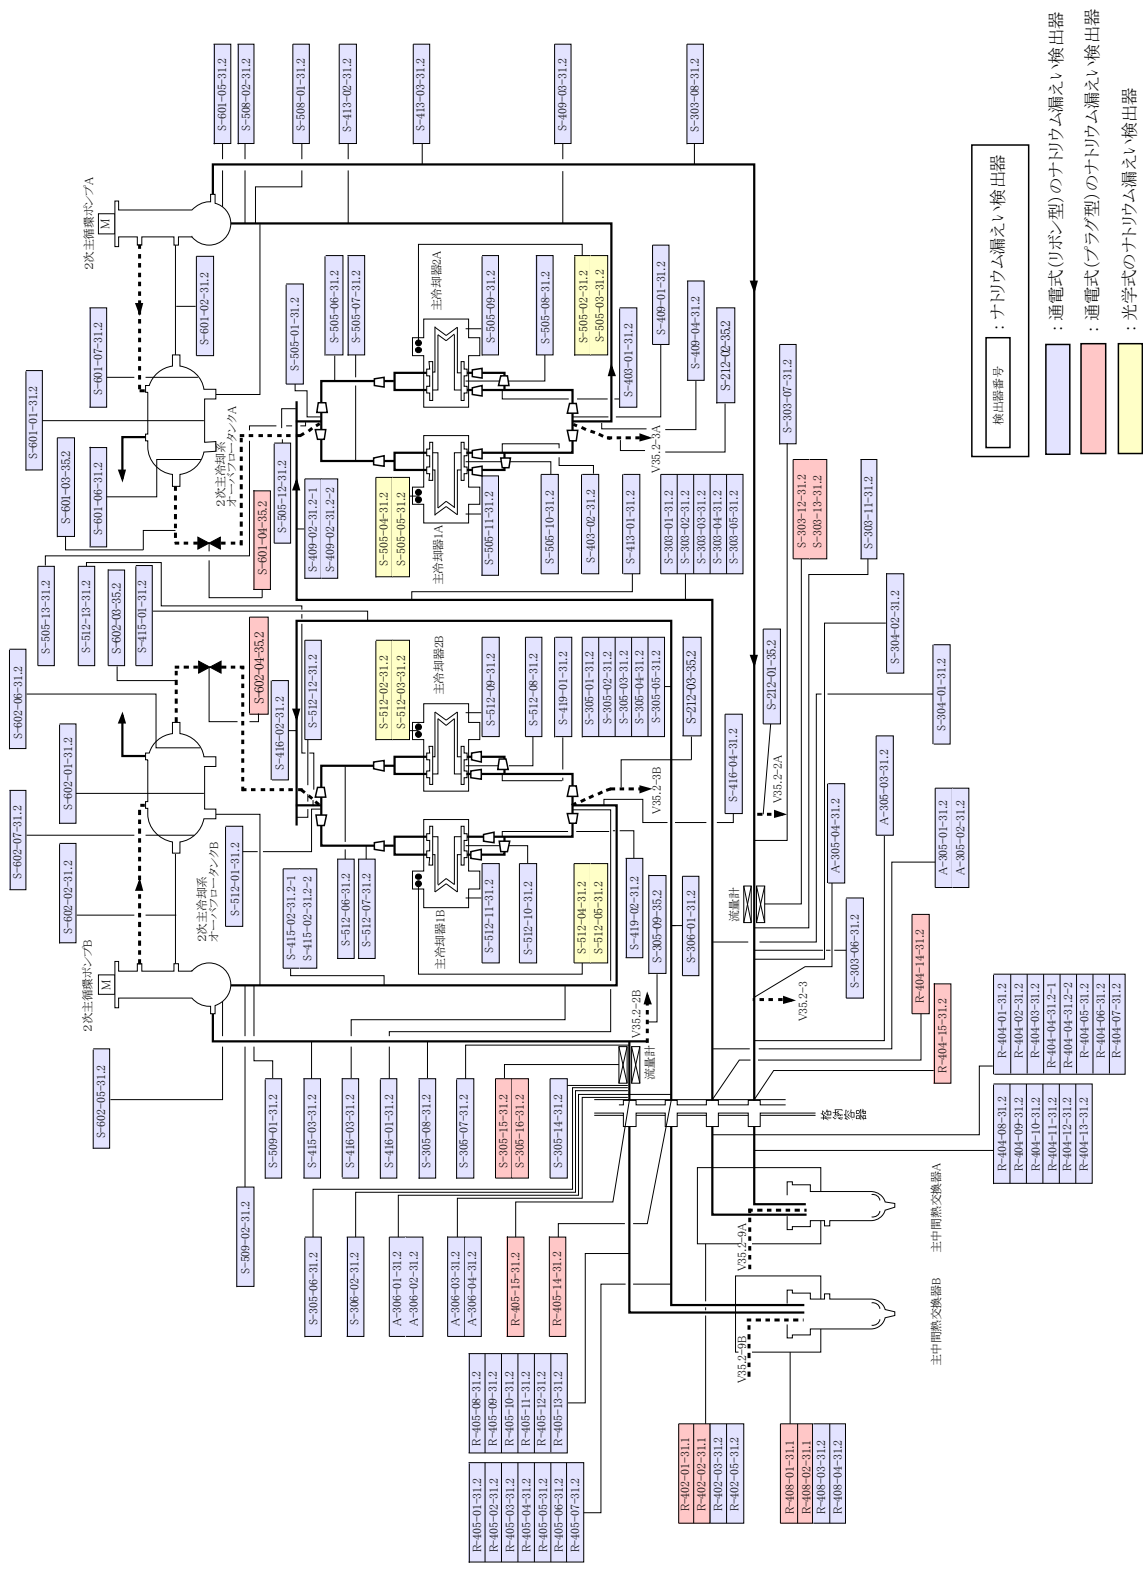 S-601-05-31.2
S-508-02-31.2
S-508-01-31.2
S-413-02-31.2
S-413-03-31.2
S-409-03-31.2
S-303-08-31.2
2次主循環ポンプA
M
S-601-02-31.2
S-601-07-31.2
S-601-01-31.2
S-601-03-35.2
S-601-06-31.2
2次主冷却系
オーバフロータンクA
S-601-04-35.2
S-505-12-31.2
S-505-01-31.2
S-505-06-31.2
S-505-07-31.2
主冷却器2A
S-505-09-31.2
S-505-08-31.2
S-505-02-31.2
S-505-03-31.2
S-403-01-31.2
S-409-01-31.2
S-409-04-31.2
S-212-02-35.2
V35.2-3A
S-409-02-31.2-1
S-409-02-31.2-2
S-505-04-31.2
S-505-05-31.2
主冷却器1A
S-505-11-31.2
S-505-10-31.2
S-403-02-31.2
S-413-01-31.2
S-303-01-31.2
S-303-02-31.2
S-303-03-31.2
S-303-04-31.2
S-303-05-31.2
S-303-07-31.2
S-303-12-31.2
S-303-13-31.2
S-303-11-31.2
S-304-02-31.2
S-304-01-31.2
S-505-13-31.2
S-512-13-31.2
S-602-03-35.2
S-415-01-31.2
S-602-04-35.2
S-602-06-31.2
S-602-01-31.2
S-602-07-31.2
S-602-02-31.2
S-416-02-31.2
S-512-12-31.2
S-512-02-31.2
S-512-03-31.2
主冷却器2B
S-512-09-31.2
S-512-08-31.2
S-419-01-31.2
S-305-01-31.2
S-305-02-31.2
S-305-03-31.2
S-305-04-31.2
S-305-05-31.2
S-212-03-35.2
V35.2-3B
S-416-04-31.2
S-212-01-35.2
V35.2-2A
A-305-03-31.2
A-305-04-31.2
A-305-01-31.2
A-305-02-31.2
2次主冷却系
オーバフロータンクB
S-512-01-31.2
S-415-02-31.2-1
S-415-02-31.2-2
S-512-06-31.2
S-512-07-31.2
主冷却器1B
S-512-11-31.2
S-512-10-31.2
S-512-04-31.2
S-512-05-31.2
S-419-02-31.2
S-305-09-35.2
S-306-01-31.2
流量計
S-303-06-31.2
V35.2-3
R-404-14-31.2
R-404-15-31.2
2次主循環ポンプB
M
V35.2-2B
流量計
S-602-05-31.2
S-509-01-31.2
S-415-03-31.2
S-416-03-31.2
S-416-01-31.2
S-305-08-31.2
S-305-07-31.2
S-305-15-31.2
S-305-16-31.2
S-305-14-31.2
格納容器
R-404-01-31.2
R-404-02-31.2
R-404-03-31.2
R-404-04-31.2-1
R-404-04-31.2-2
R-404-05-31.2
R-404-06-31.2
R-404-07-31.2
R-404-08-31.2
R-404-09-31.2
R-404-10-31.2
R-404-11-31.2
R-404-12-31.2
R-404-13-31.2
S-509-02-31.2
S-305-06-31.2
S-306-02-31.2
A-306-01-31.2
A-306-02-31.2
A-306-03-31.2
A-306-04-31.2
R-405-15-31.2
R-405-14-31.2
V35.2-9A
主中間熱交換器A
V35.2-9B
主中間熱交換器B
R-405-08-31.2
R-405-09-31.2
R-405-10-31.2
R-405-11-31.2
R-405-12-31.2
R-405-13-31.2
R-405-01-31.2
R-405-02-31.2
R-405-03-31.2
R-405-04-31.2
R-405-05-31.2
R-405-06-31.2
R-405-07-31.2
R-402-01-31.1
R-402-02-31.1
R-402-03-31.2
R-402-05-31.2
R-408-01-31.1
R-408-02-31.1
R-408-03-31.2
R-408-04-31.2
検出器番号 ：ナトリウム漏えい検出器
：通電式(リボン型)のナトリウム漏えい検出器
：通電式(プラグ型)のナトリウム漏えい検出器
：光学式のナトリウム漏えい検出器